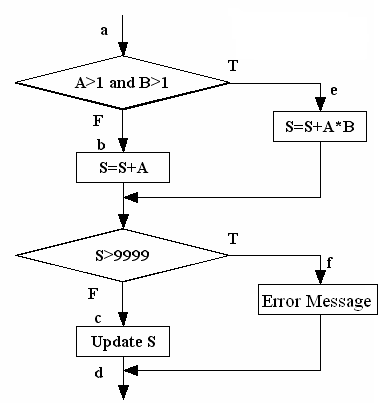 a
A>1 and B>1
T
e
S=S+A*B
F
b
S=S+A
S>9999
T
f
Error Message
F
c
Update S
d